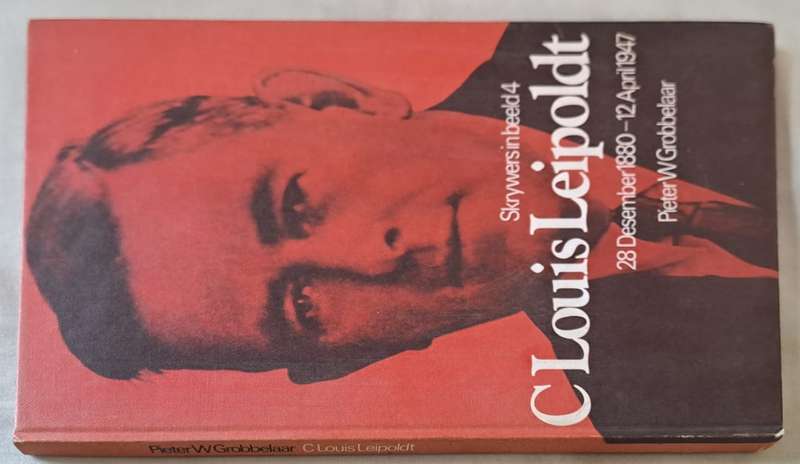 Skrywers in beeld 4
C Louis Leipoldt
28 Desember 1880 – 12 April 1947
Pieter W Grobbelaar
Pieter W Grobbelaar C Louis Leipoldt